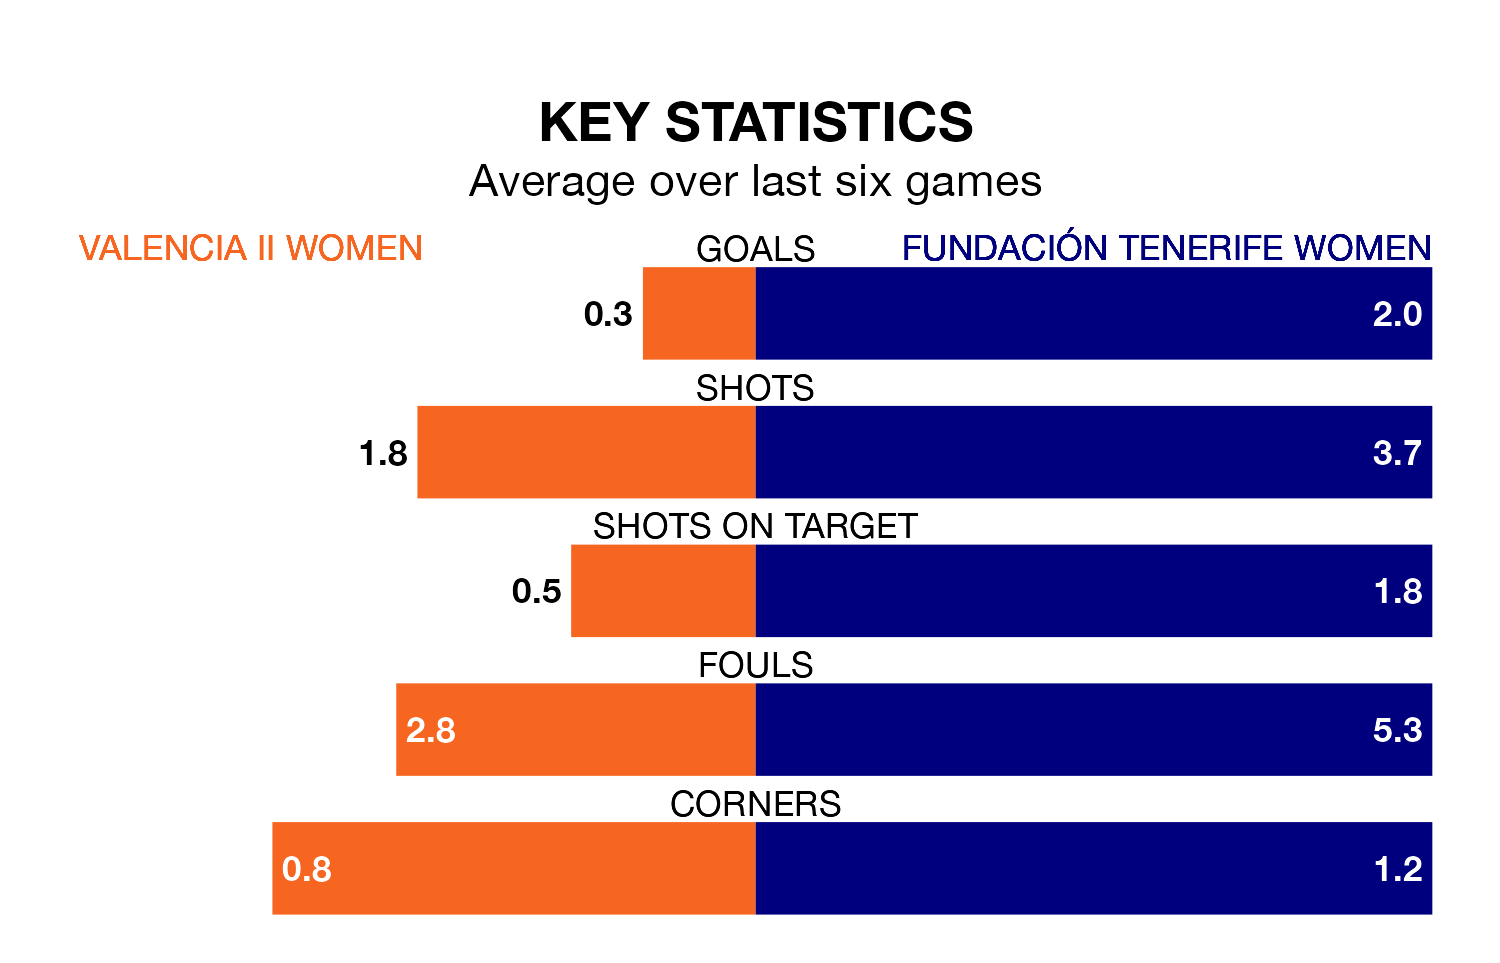 KEY STATISTICS
Average over last six games
VALENCIA II WOMEN GOALS FUNDACIÓN TENERIFE WOMEN
0.3 2.0
SHOTS
1.8 3.7
SHOTS ON TARGET
0.5 1.8
FOULS
2.8 5.3
CORNERS
0.8 1.2